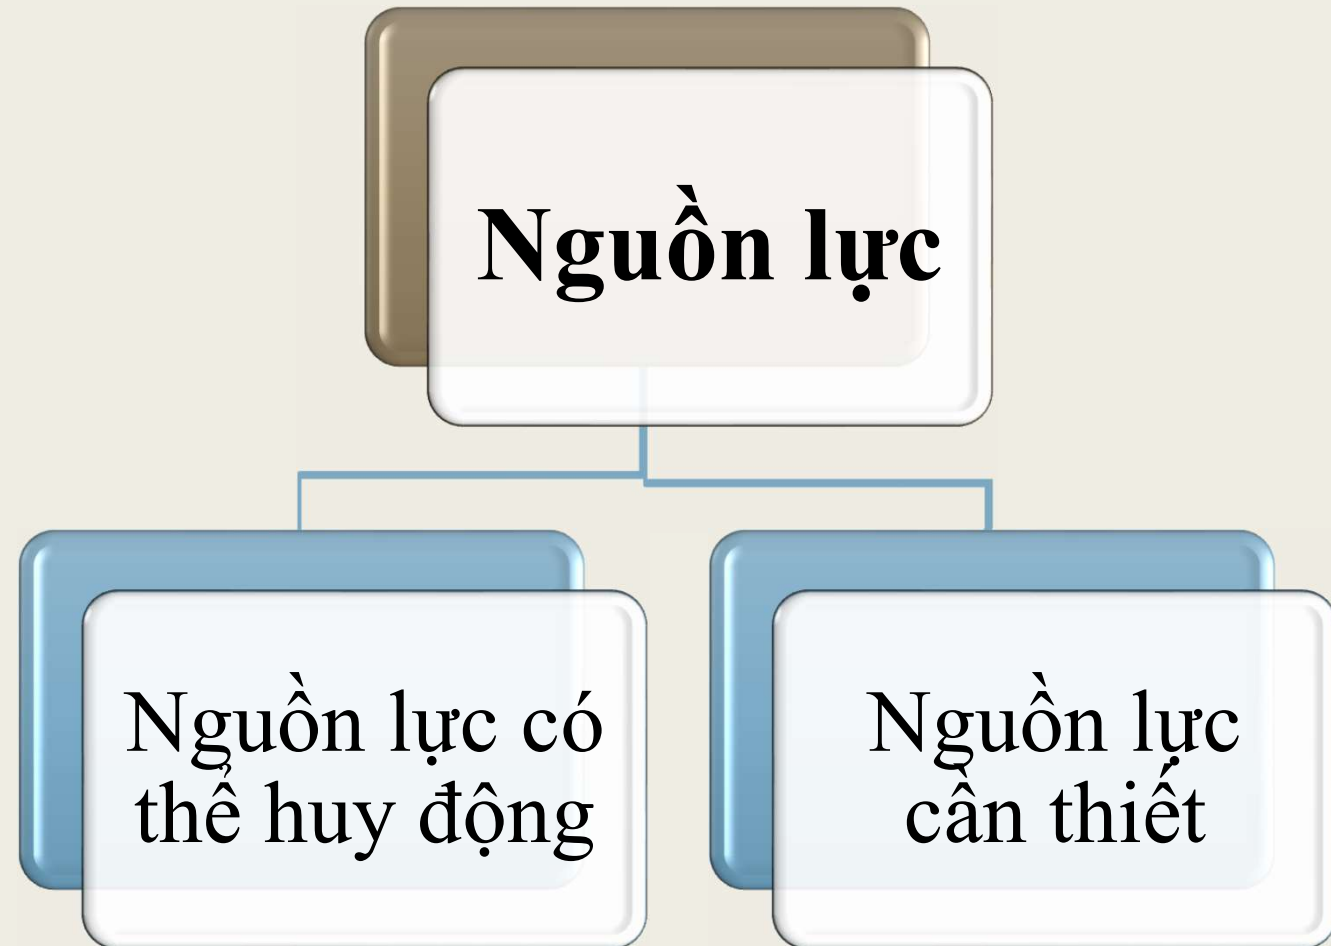 Nguồn lực
Nguồn lực có
thể huy động
Nguồn lực
cần thiết